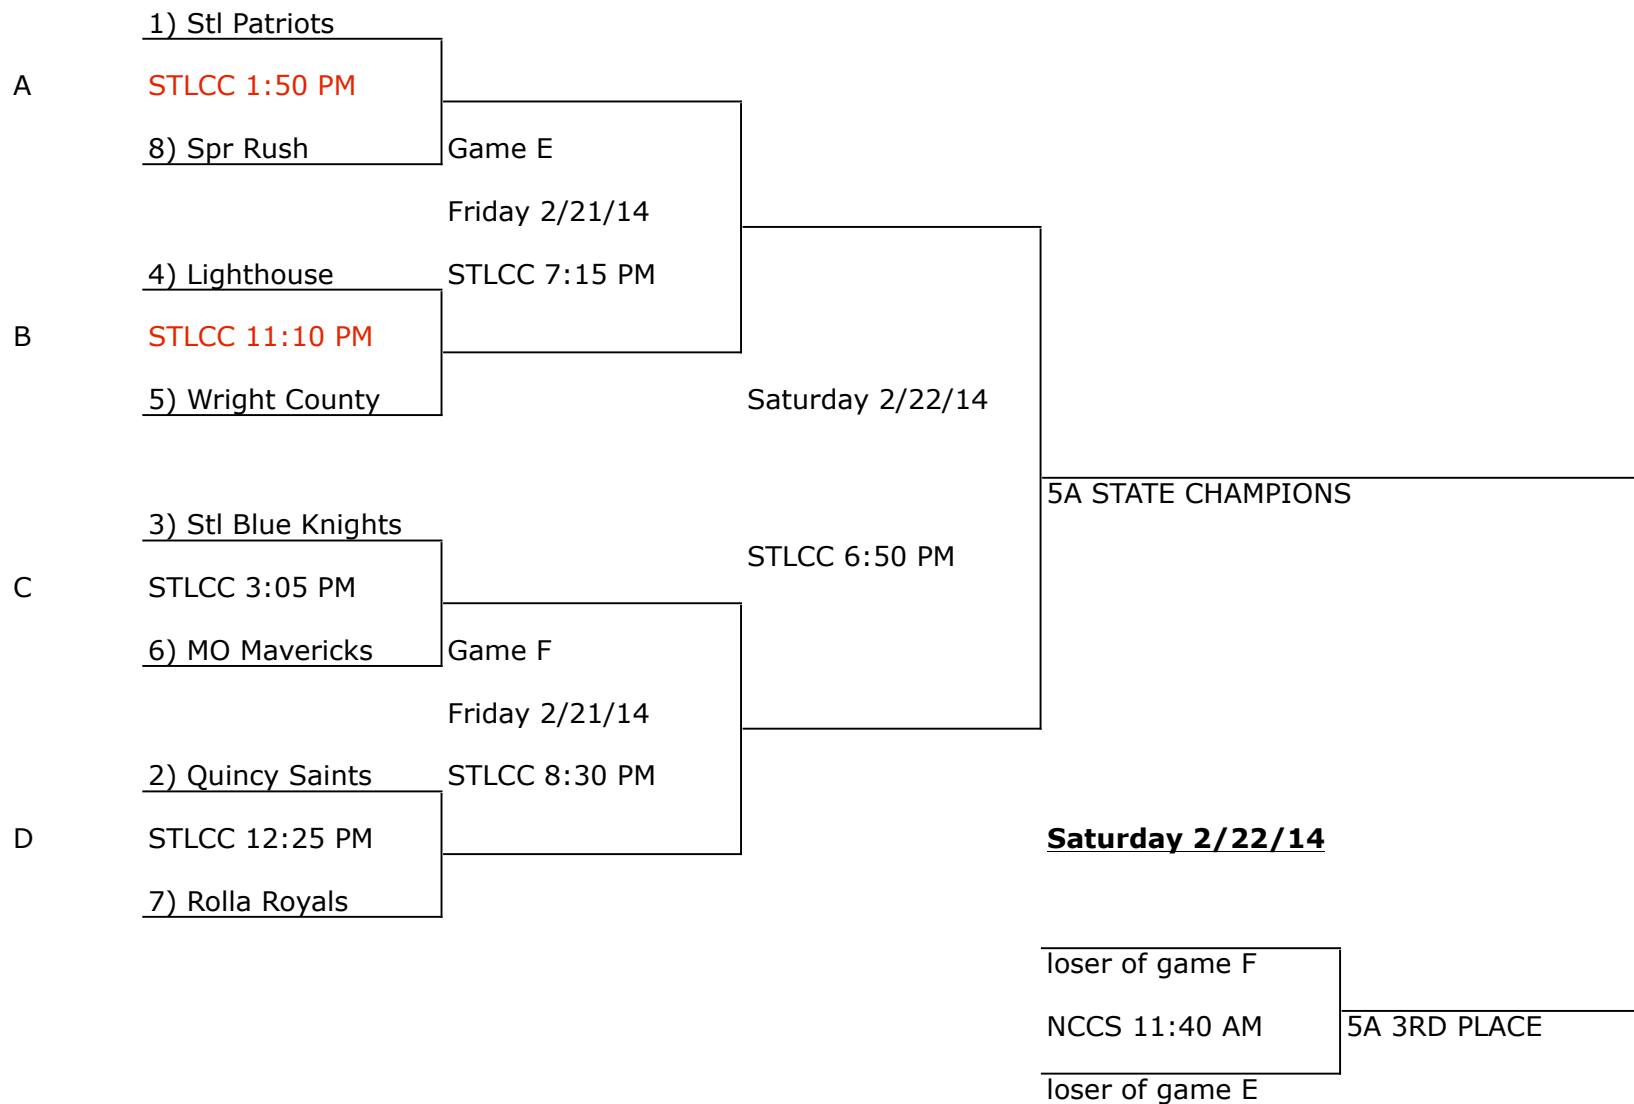 1) Stl Patriots
A
STLCC 1:50 PM
8) Spr Rush
Game E
Friday 2/21/14
4) Lighthouse
STLCC 7:15 PM
B
STLCC 11:10 PM
5) Wright County
Saturday 2/22/14
5A STATE CHAMPIONS
3) Stl Blue Knights
STLCC 6:50 PM
C
STLCC 3:05 PM
6) MO Mavericks
Game F
Friday 2/21/14
2) Quincy Saints
STLCC 8:30 PM
D
STLCC 12:25 PM
Saturday 2/22/14
7) Rolla Royals
loser of game F
NCCS 11:40 AM
5A 3RD PLACE
loser of game E